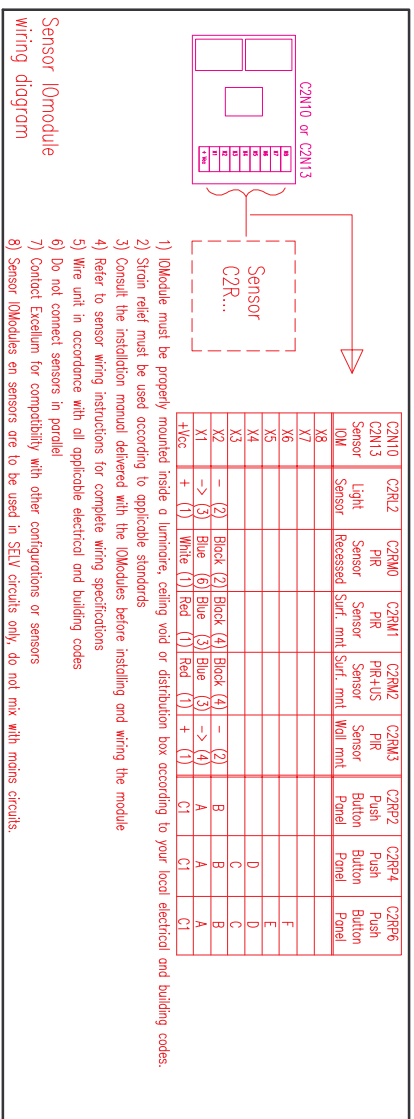 C2N10 or C2N13
X8
X7
X6
X5
X4
X3
X2
X1
+ Vcc
Sensor
C2R...
C2N10 C2RL2 C2RM0 C2RM1 C2RM2 C2RM3 C2RP2 C2RP4 C2RP6
C2N13 Light PIR PIR PIR+US PIR Push Push Push
Sensor Sensor Sensor Sensor Sensor Sensor Button Button Button
IOM Recessed Surf. mnt Surf. mnt Wall mnt Panel Panel Panel
X8
X7
X6 F
X5 E
X4 D D
X3 C C
X2 - (2) Black (2) Black (4) Black (4) - (2) B B B
X1 -> (3) Blue (6) Blue (3) Blue (3) -> (4) A A A
+Vcc + (1) White (1) Red (1) Red (1) + (1) C1 C1 C1
1) IOModule must be properly mounted inside a luminaire, ceiling void or distribution box according to your local electrical and building codes.
2) Strain relief must be used according to applicable standards
3) Consult the installation manual delivered with the IOModules before installing and wiring the module
4) Refer to sensor wiring instructions for complete wiring specifications
5) Wire unit in accordance with all applicable electrical and building codes
6) Do not connect sensors in parallel
7) Contact Excellum for compatibility with other configurations or sensors
8) Sensor IOModules en sensors are to be used in SELV circuits only, do not mix with mains circuits.
Sensor IOmodule
wiring diagram